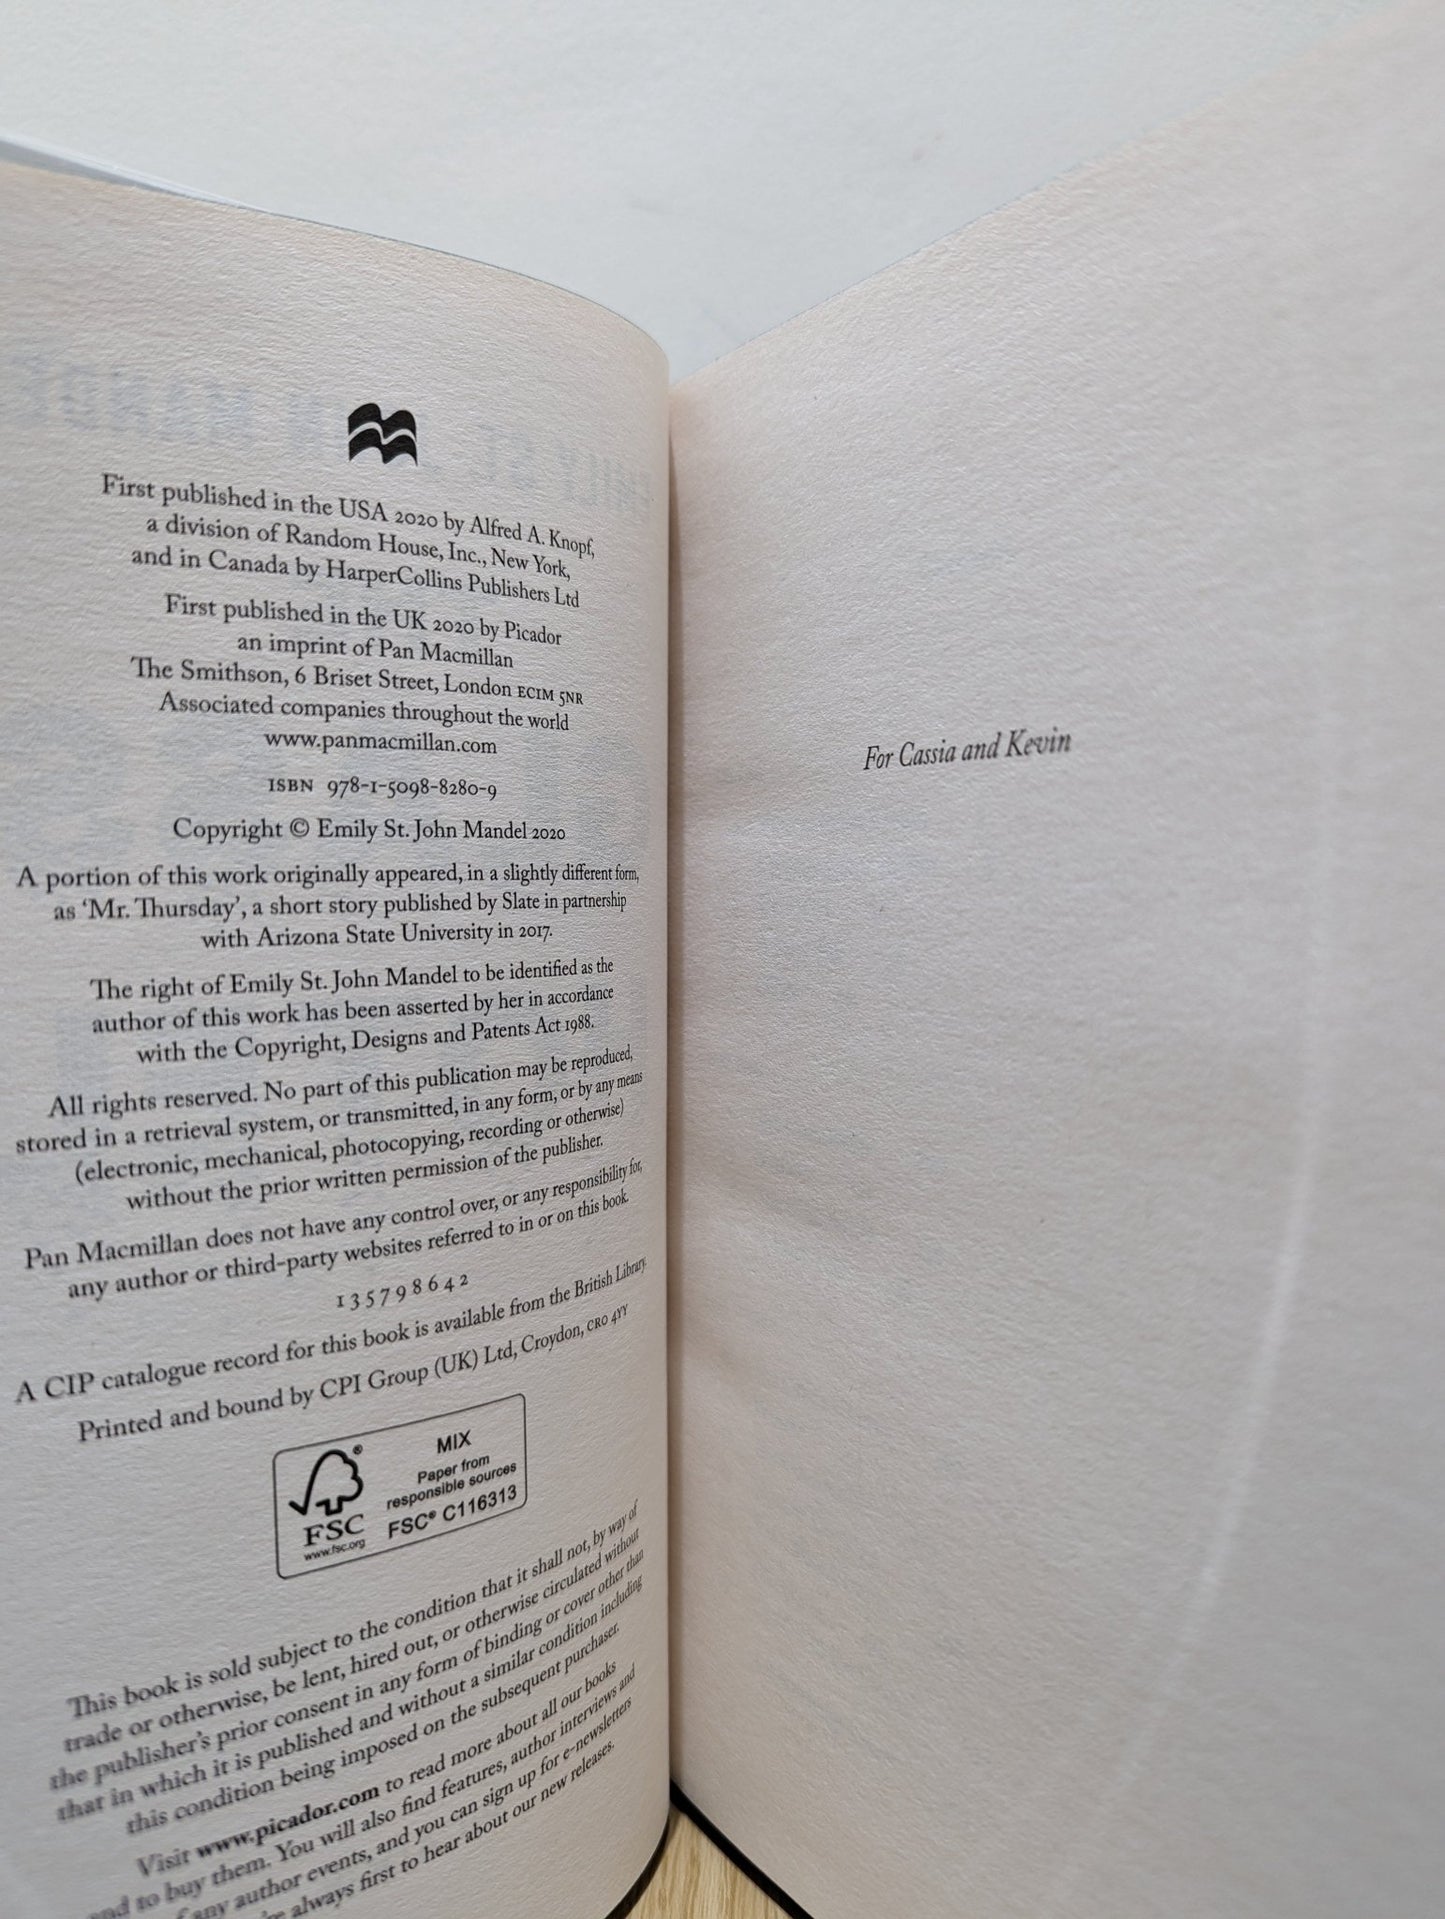 First published in the USA 2020 by Alfred A. Knopf,
a division of Random House, Inc., New York,
and in Canada by HarperCollins Publishers Ltd
First published in the UK 2020 by Picador
an imprint of Pan Macmillan
The Smithson, 6 Briset Street, London EC1M 5NR
Associated companies throughout the world
www.panmacmillan.com
ISBN 978-1-5098-8280-9
Copyright © Emily St. John Mandel 2020
A portion of this work originally appeared, in a slightly different form,
as ‘Mr. Thursday’, a short story published by Slate in partnership
with Arizona State University in 2017.
The right of Emily St. John Mandel to be identified as the
author of this work has been asserted by her in accordance
with the Copyright, Designs and Patents Act 1988.
All rights reserved. No part of this publication may be reproduced,
stored in a retrieval system, or transmitted, in any form, or by any means
(electronic, mechanical, photocopying, recording or otherwise)
without the prior written permission of the publisher.
Pan Macmillan does not have any control over, or any responsibility for,
any author or third-party websites referred to in or on this book.
1 3 5 7 9 8 6 4 2
A CIP catalogue record for this book is available from the British Library.
Printed and bound by CPI Group (UK) Ltd, Croydon, CR0 4YY
MIX
Paper from
responsible sources
FSC® C116313
FSC
www.fsc.org
This book is sold subject to the condition that it shall not, by way of
trade or otherwise, be lent, hired out, or otherwise circulated without
the publisher’s prior consent in any form of binding or cover other than
that in which it is published and without a similar condition including
this condition being imposed on the subsequent purchaser.
Visit www.picador.com to read more about all our books
and to buy them. You will also find features, author interviews and
any author events, and you can sign up for e-newsletters
always first to hear about our new releases.
For Cassia and Kevin